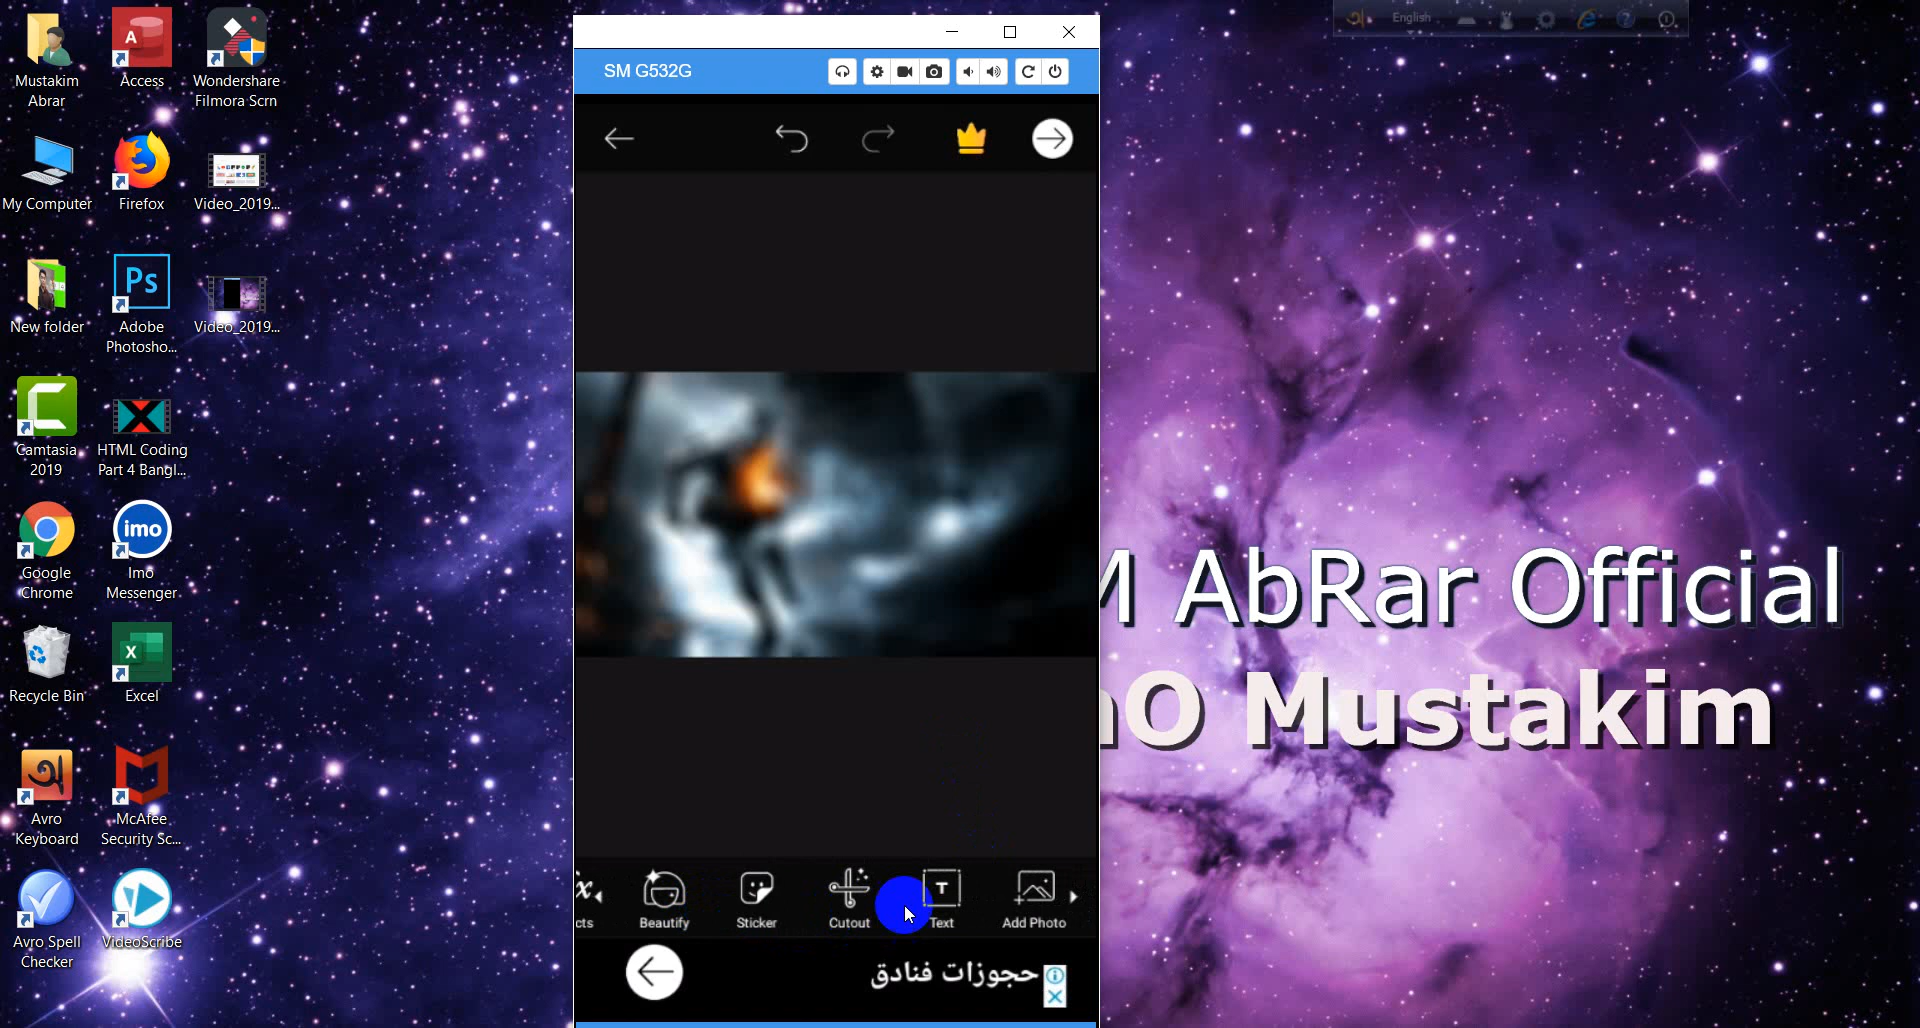 Mustakim
Abrar
Access
Wondershare
Filmora Scrn
My Computer
Firefox
Video_2019...
New folder
Adobe
Photosho...
Video_2019...
Camtasia
2019
HTML Coding
Part 4 Bangl...
Google
Chrome
imo
Imo
Messenger
Recycle Bin
Excel
Avro
Keyboard
McAfee
Security Sc...
Avro Spell
Checker
VideoScribe
SM G532G
cts
Beautify
Sticker
Cutout
Text
Add Photo
حجوزات فنادق
English
AbRar Official
Mustakim